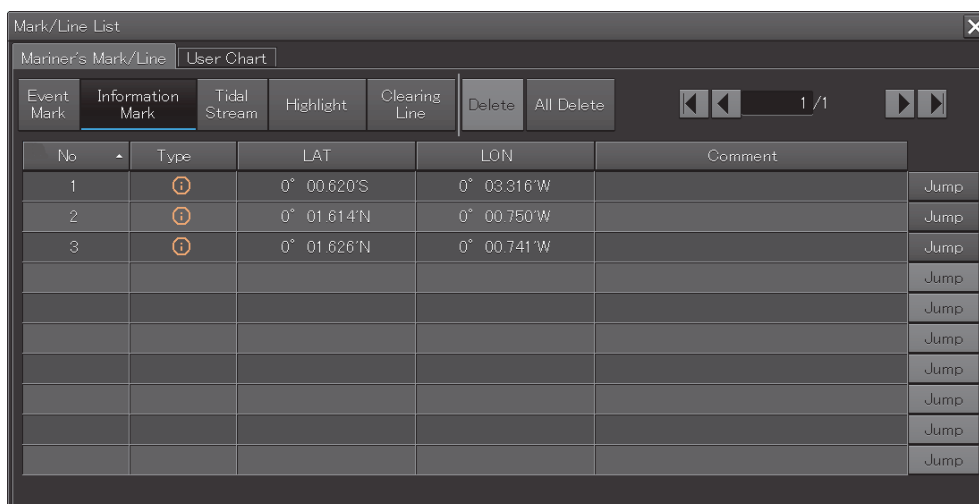 Mark/Line List
Mariner's Mark/Line User Chart
Event Mark Information Mark Tidal Stream Highlight Clearing Line Delete All Delete 1 /1
No Type LAT LON Comment
1 0° 00.620'S 0° 03.316'W Jump
2 0° 01.614'N 0° 00.750'W Jump
3 0° 01.626'N 0° 00.741'W Jump
Jump
Jump
Jump
Jump
Jump
Jump
Jump